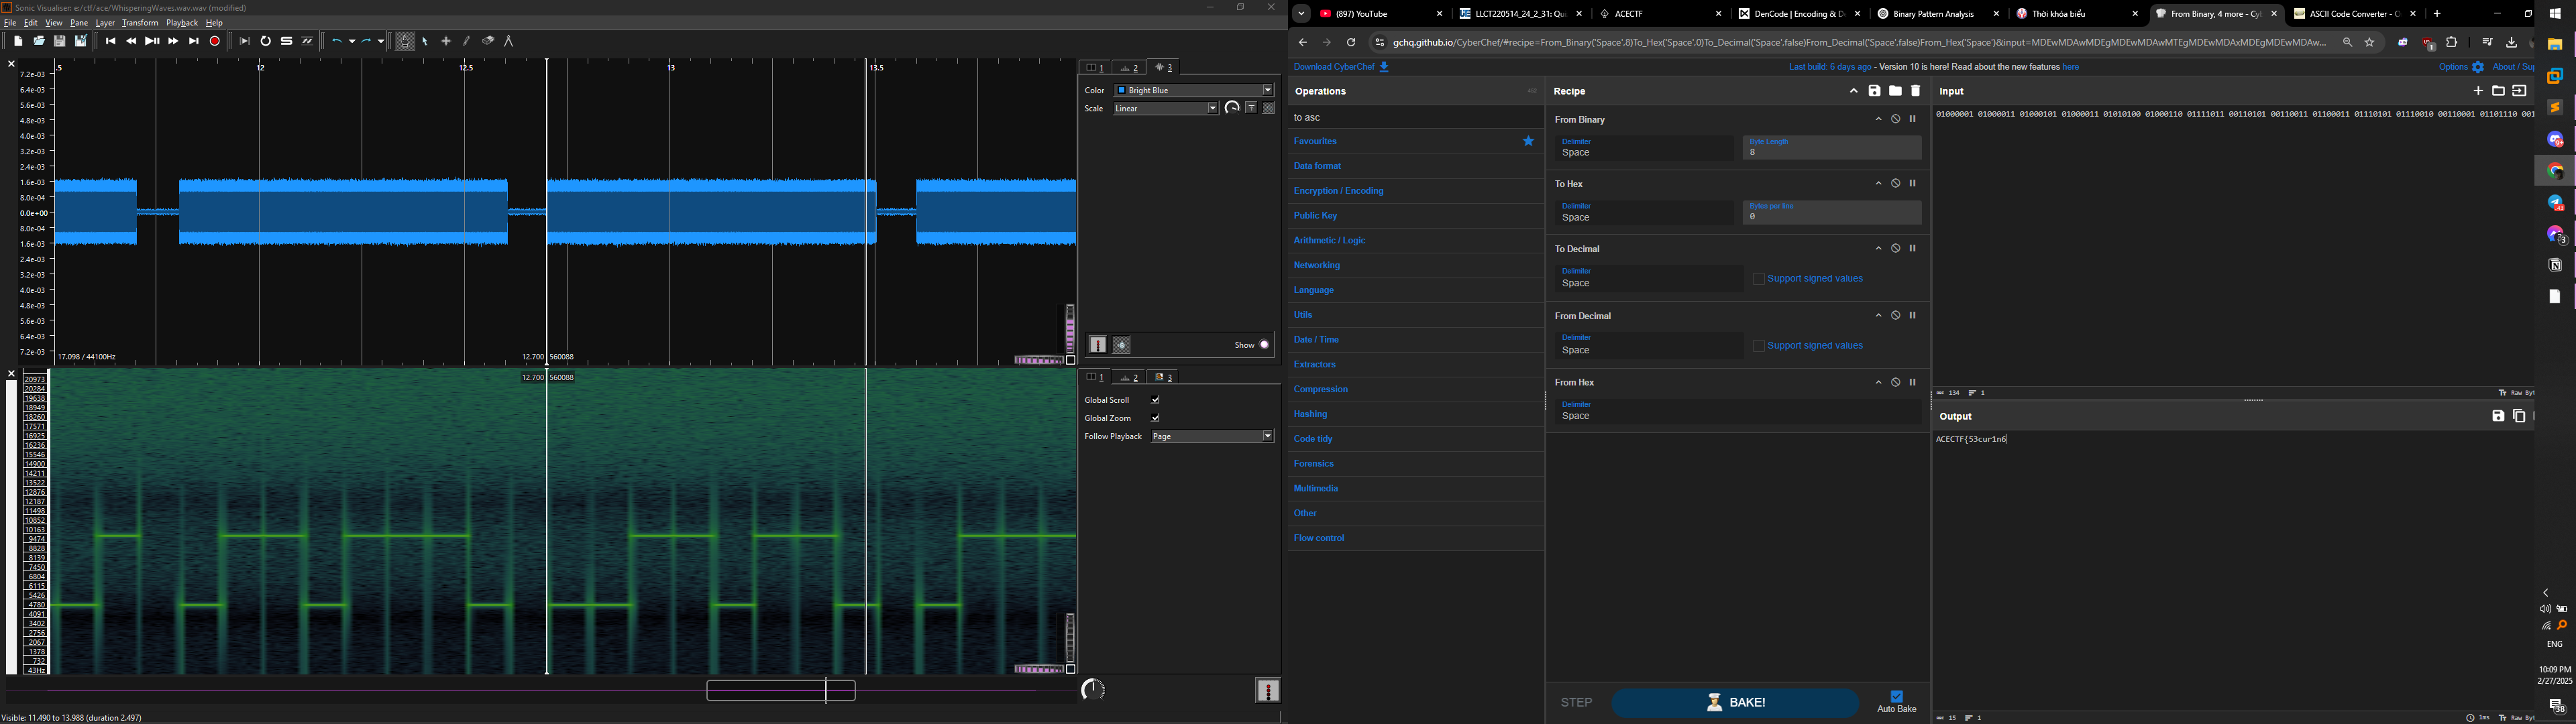 Sonic Visualiser: e:/ctf/ace/WhisperingWaves.wav.wav (modified)
File Edit View Pane Layer Transform Playback Help
.5 12 12.5 13 13.5
7.2e-03
6.4e-03
5.6e-03
4.8e-03
4.0e-03
3.2e-03
2.4e-03
1.6e-03
8.0e-04
0.0e+00
8.0e-04
1.6e-03
2.4e-03
3.2e-03
4.0e-03
4.8e-03
5.6e-03
6.4e-03
7.2e-03
17.098 / 44100Hz
12.700 560088
1 2 3
Color Bright Blue
Scale Linear
Show
12.700 560088
20973
20284
19638
18949
18260
17571
16925
16236
15546
14900
14211
13522
12876
12187
11498
10852
10163
9474
8828
8139
7450
6804
6115
5426
4780
4091
3402
2756
2067
1378
732
43Hz
1 2 3
Global Scroll
Global Zoom
Follow Playback Page
Visible: 11.490 to 13.988 (duration 2.497)
(897) YouTube
LLCT220514_24_2_31: Qu
ACECTF
DenCode | Encoding & D
Binary Pattern Analysis
Thời khóa biểu
From Binary, 4 more - Cy
ASCII Code Converter - O
gchq.github.io/CyberChef/#recipe=From_Binary('Space',8)To_Hex('Space',0)To_Decimal('Space',false)From_Decimal('Space',false)From_Hex('Space')&input=MDEwMDAwMDEgMDEwMDAwMTEgMDEwMDAxMDEgMDEwMDAw...
Download CyberChef
Last build: 6 days ago - Version 10 is here! Read about the new features here
Options
About / Sup
Operations
to asc
Favourites
Data format
Encryption / Encoding
Public Key
Arithmetic / Logic
Networking
Language
Utils
Date / Time
Extractors
Compression
Hashing
Code tidy
Forensics
Multimedia
Other
Flow control
Recipe
From Binary
Delimiter
Space
Byte Length
8
To Hex
Delimiter
Space
Bytes per line
0
To Decimal
Delimiter
Space
Support signed values
From Decimal
Delimiter
Space
Support signed values
From Hex
Delimiter
Space
STEP
BAKE!
Auto Bake
Input
01000001 01000011 01000101 01000011 01010100 01000110 01111011 00110101 00110011 01100011 01110101 01110010 00110001 01101110 001
134 1
Raw Byt
Output
ACECTF{53cur1n6
15 1
1ms
Raw Byt
ENG
10:09 PM
2/27/2025
38